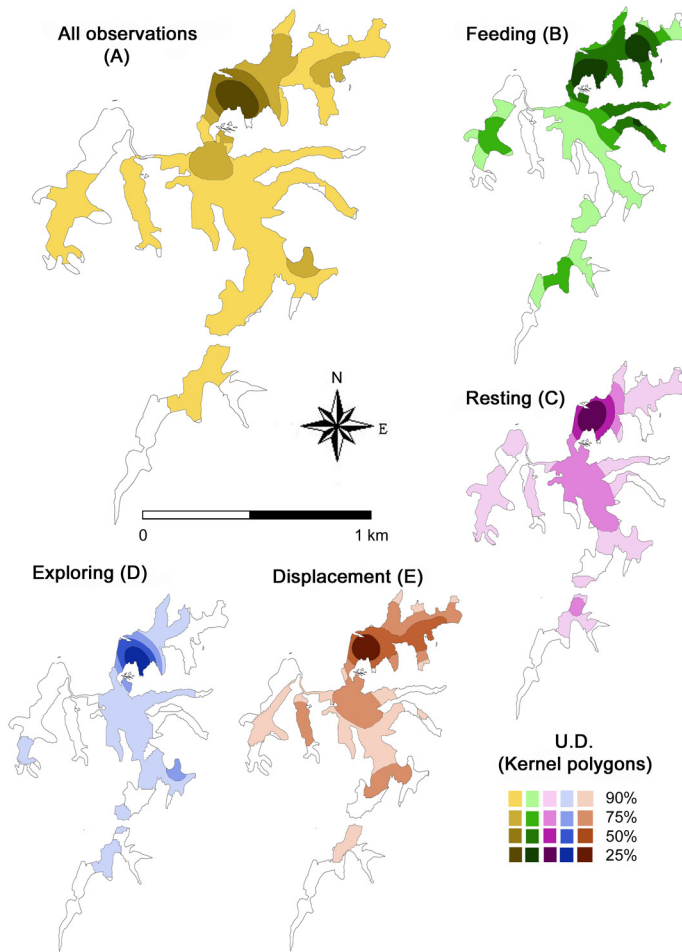 All observations
(A)
Feeding (B)
N
E
Resting (C)
0
1 km
Exploring (D)
Displacement (E)
U.D.
(Kernel polygons)
90%
75%
50%
25%